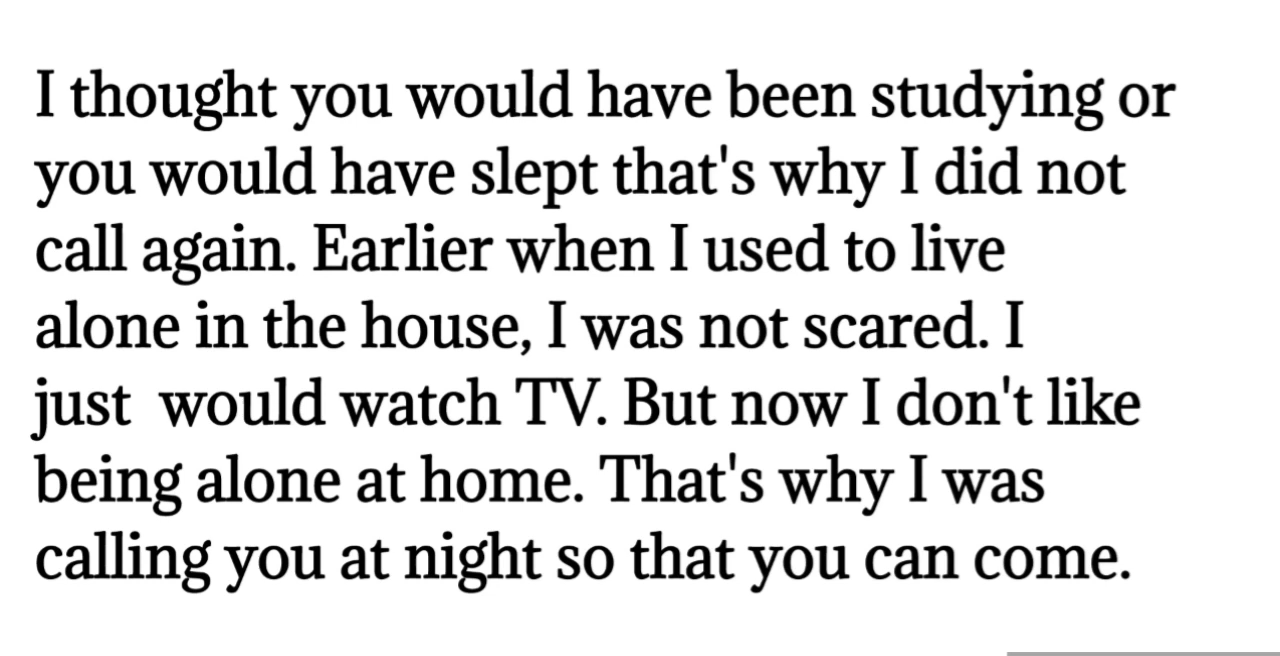 I thought you would have been studying or
you would have slept that's why I did not
call again. Earlier when I used to live
alone in the house, I was not scared. I
just  would watch TV. But now I don't like
being alone at home. That's why I was
calling you at night so that you can come.